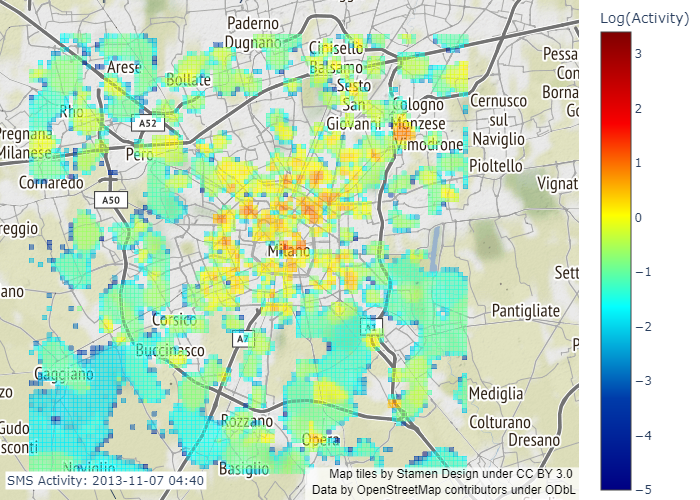 Log(Activity)
Paderno
Dugnano
Cinisello
Balsamo
Arese
Bollate
Sesto
San
Giovanni
Cologno
Monzese
Cernusco
sul
Naviglio
Pessa
Con
Borna
Go
Rho
A52
Pregnana
Milanese
Pero
Vimodrone
Pioltello
Cornaredo
A50
Vignat
reggio
Milano
Sett
ano
Pantigliate
Corsico
A7
A1
Buccinasco
P
Gaggiano
zo
Mediglia
Rozzano
Colturano
Gudo
sconti
Opera
Dresano
Noviglio
Basiglio
3
2
1
0
−1
−2
−3
−4
−5
SMS Activity: 2013-11-07 04:40
Map tiles by Stamen Design under CC BY 3.0
Data by OpenStreetMap contributors under ODbL